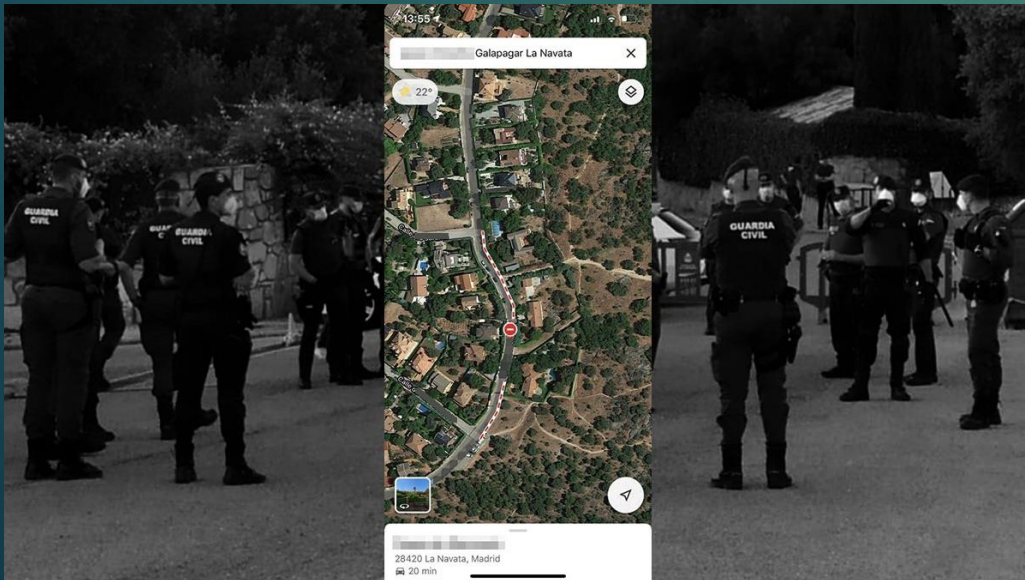 13:55
Galapagar La Navata
22°
GUARDIA
CIVIL
GUARDIA
CIVIL
GUARDIA
CIVIL
28420 La Navata, Madrid
20 min